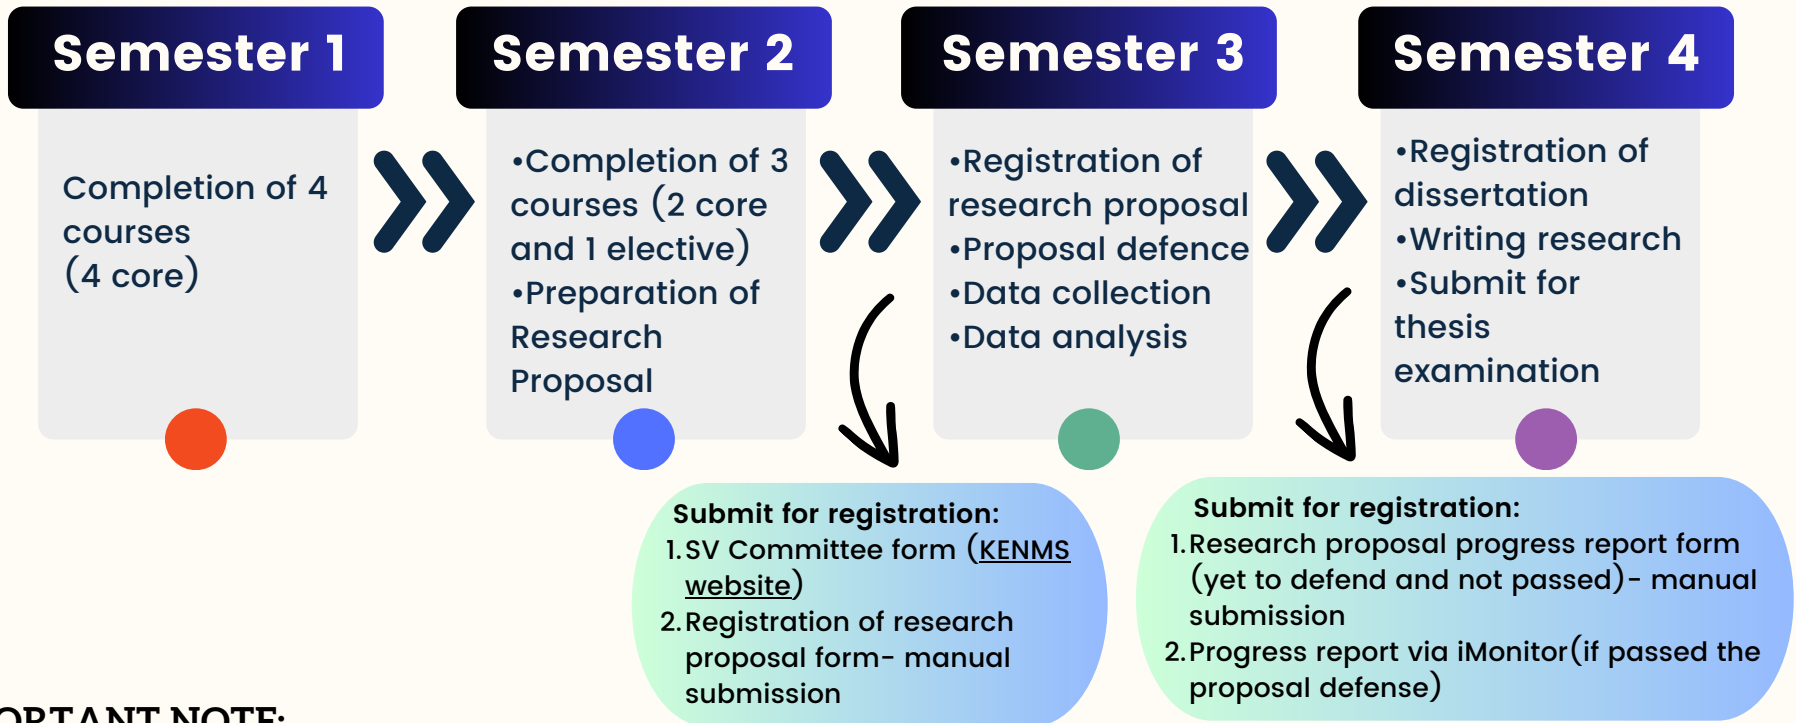 Semester 1
Completion of 4
courses
(4 core)
Semester 2
•Completion of 3
courses (2 core
and 1 elective)
•Preparation of
Research
Proposal
Semester 3
•Registration of
research proposal
•Proposal defence
•Data collection
•Data analysis
Semester 4
•Registration of
dissertation
•Writing research
•Submit for
thesis
examination
Submit for registration:
1.SV Committee form (KENMS
website)
2.Registration of research
proposal form- manual
submission
Submit for registration:
1.Research proposal progress report form
(yet to defend and not passed)- manual
submission
2.Progress report via iMonitor(if passed the
proposal defense)
ORTANT NOTE: